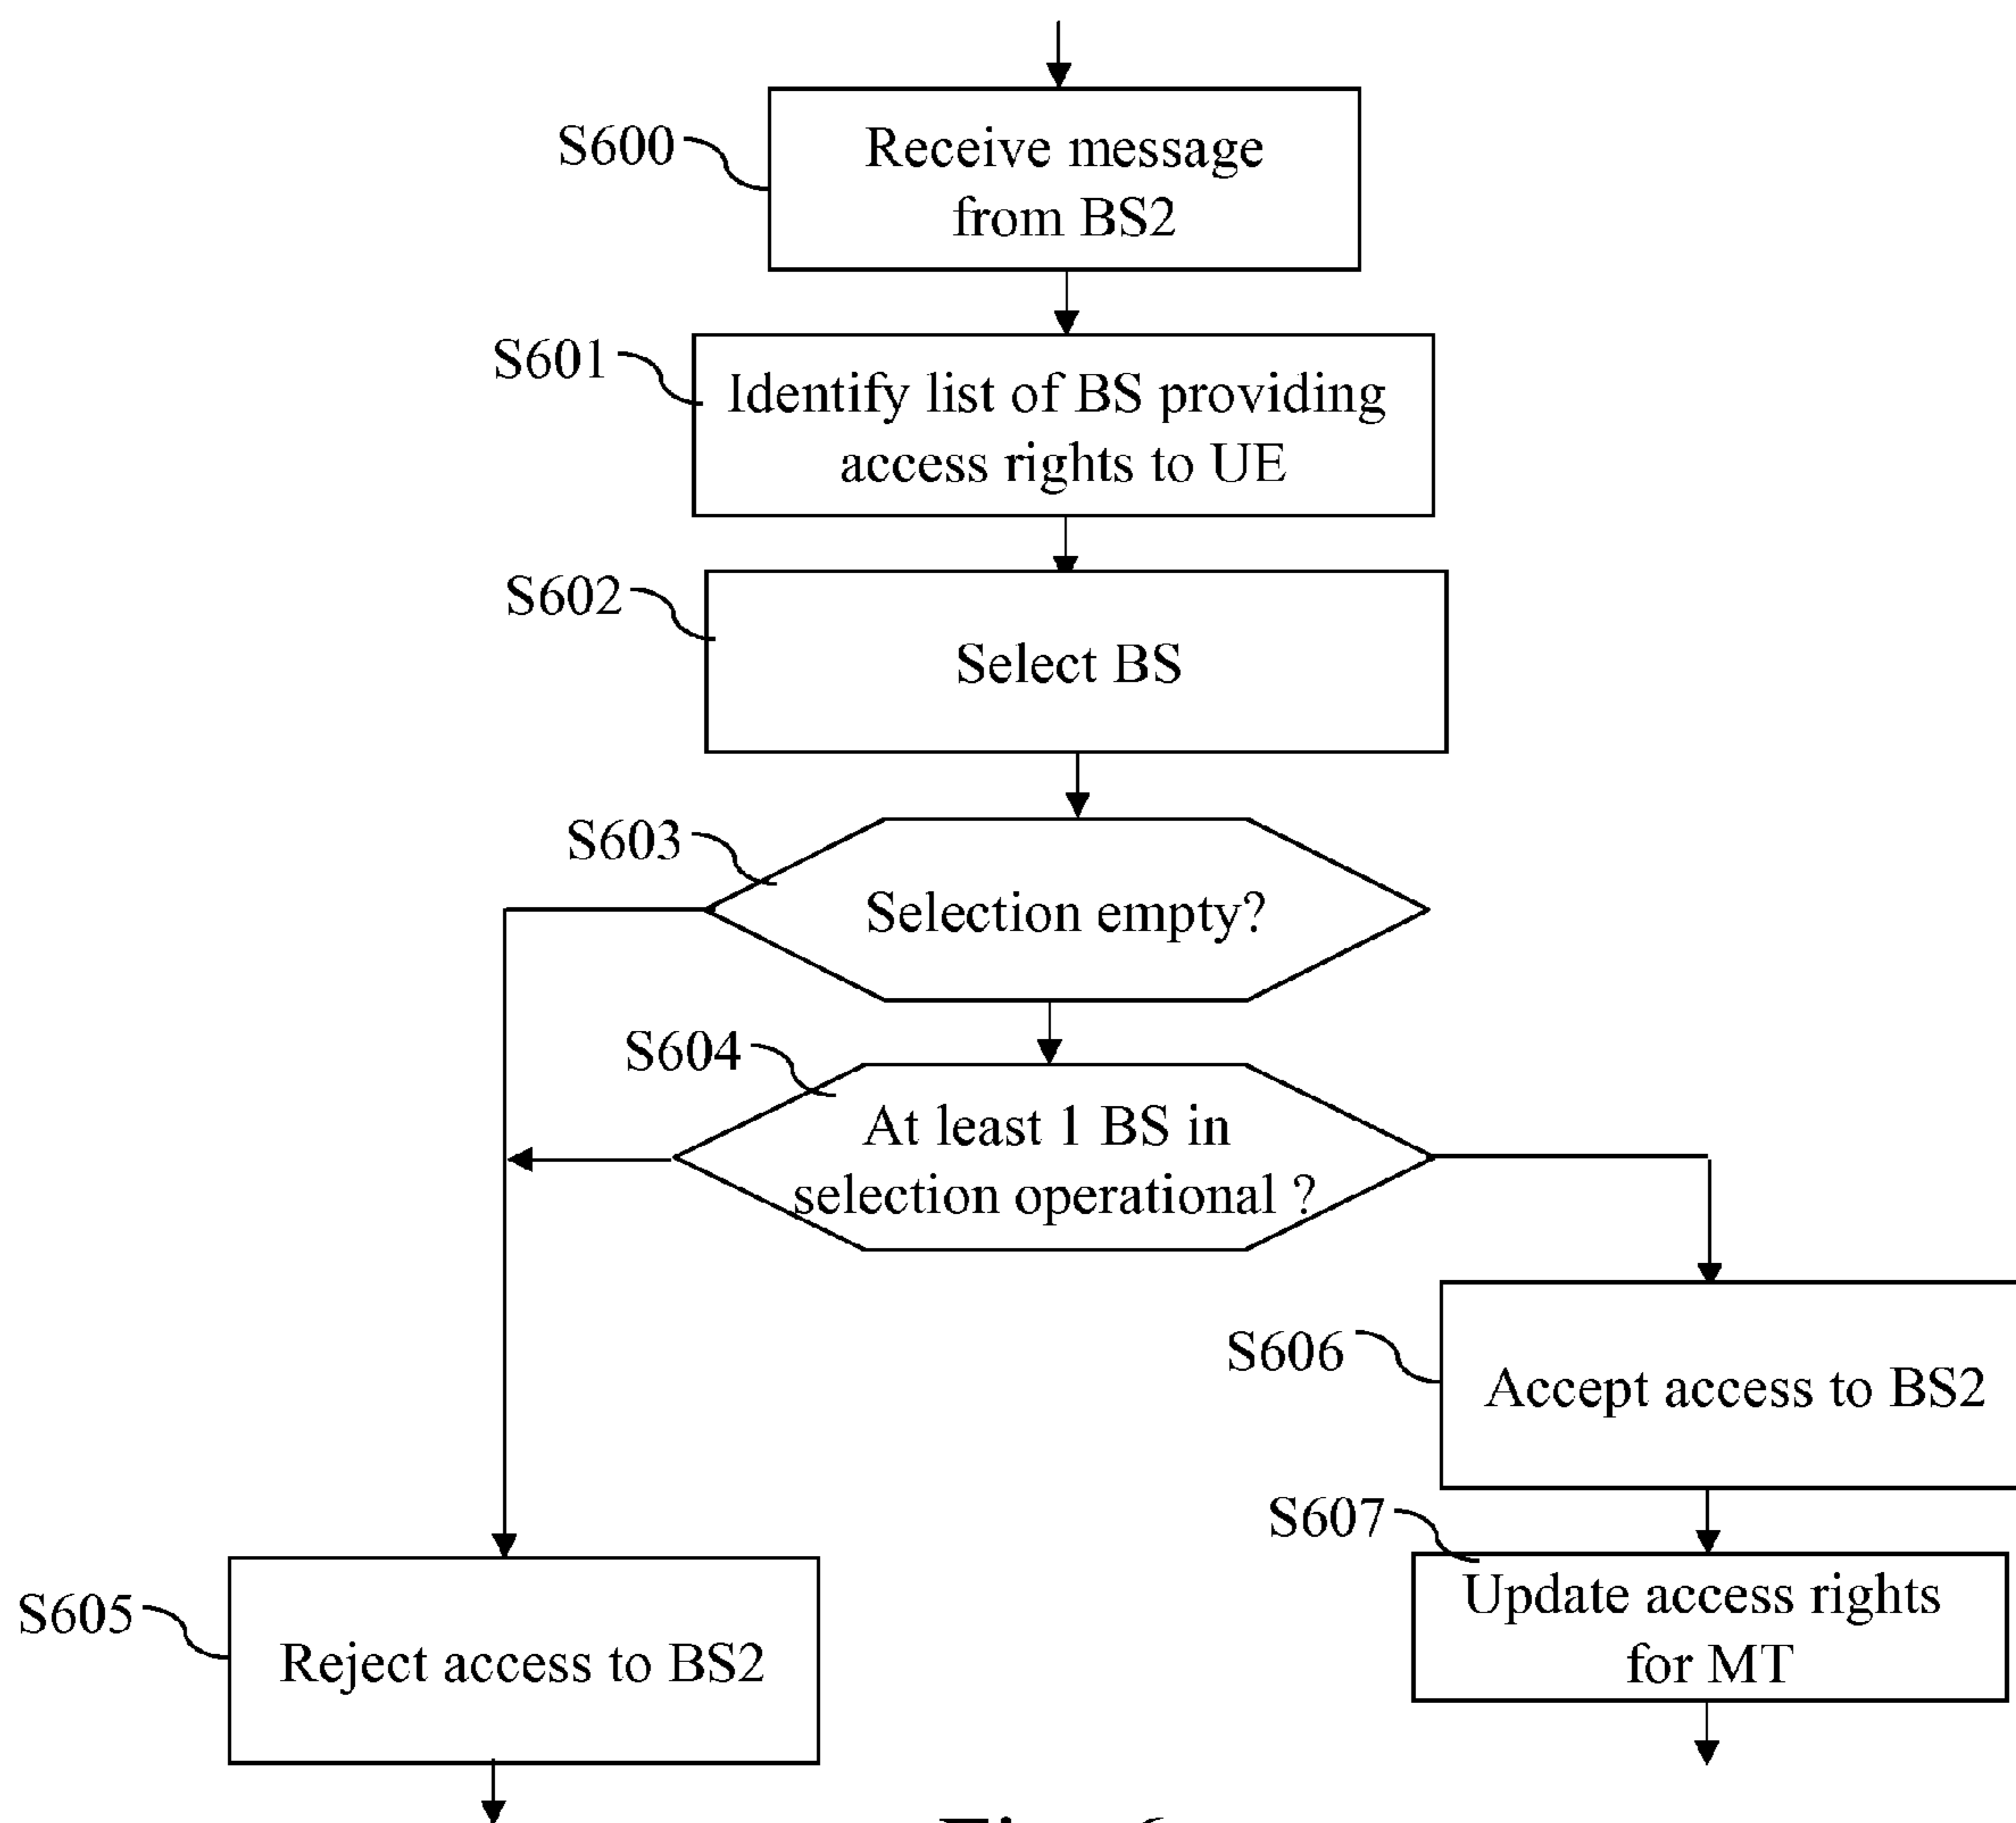 S600
Receive message
from BS2
S601
Identify list of BS providing
access rights to UE
S602
Select BS
S603
Selection empty?
S604
At least 1 BS in
selection operational ?
S606
Accept access to BS2
S607
Update access rights
for MT
S605
Reject access to BS2